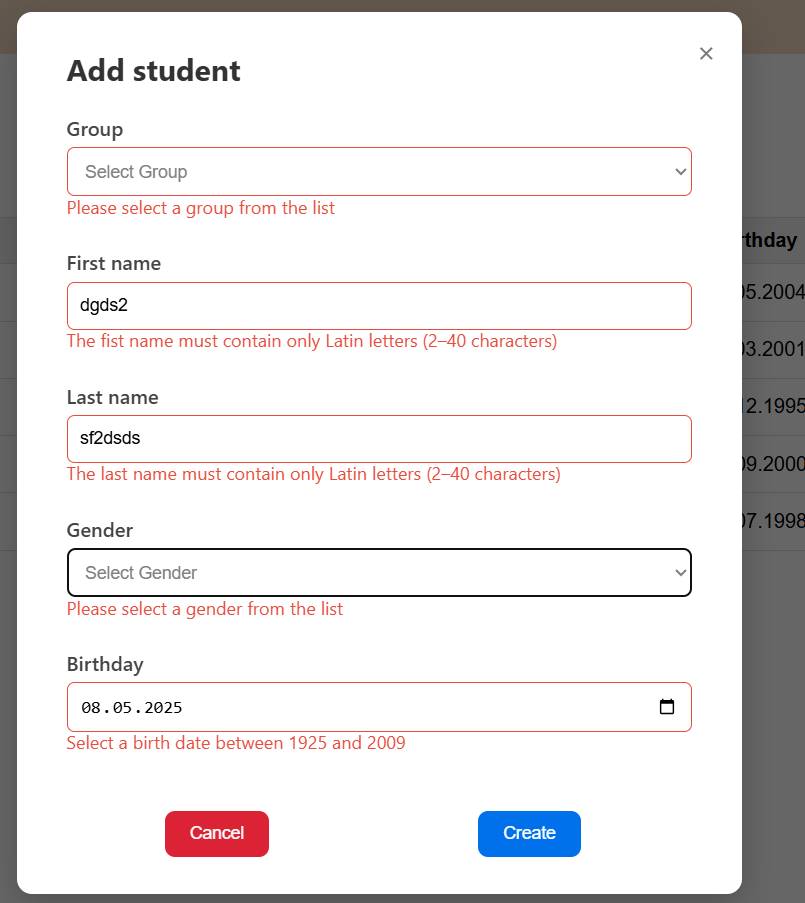 Add student
×
Group
Select Group
Please select a group from the list
First name
dgds2
The fist name must contain only Latin letters (2–40 characters)
Last name
sf2dsds
The last name must contain only Latin letters (2–40 characters)
Gender
Select Gender
Please select a gender from the list
Birthday
08.05.2025
Select a birth date between 1925 and 2009
Cancel
Create
rthday
05.2004
03.2001
12.1995
09.2000
07.1998